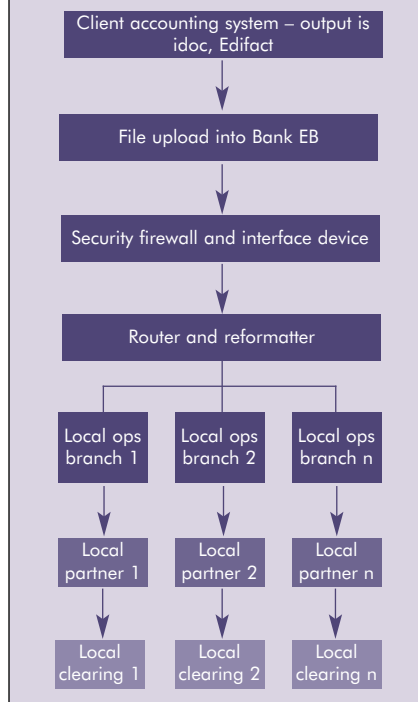 Client accounting system – output is
idoc, Edifact
File upload into Bank EB
Security firewall and interface device
Router and reformatter
Local ops
branch 1
Local ops
branch 2
Local ops
branch n
Local
partner 1
Local
partner 2
Local
partner n
Local
clearing 1
Local
clearing 2
Local
clearing n